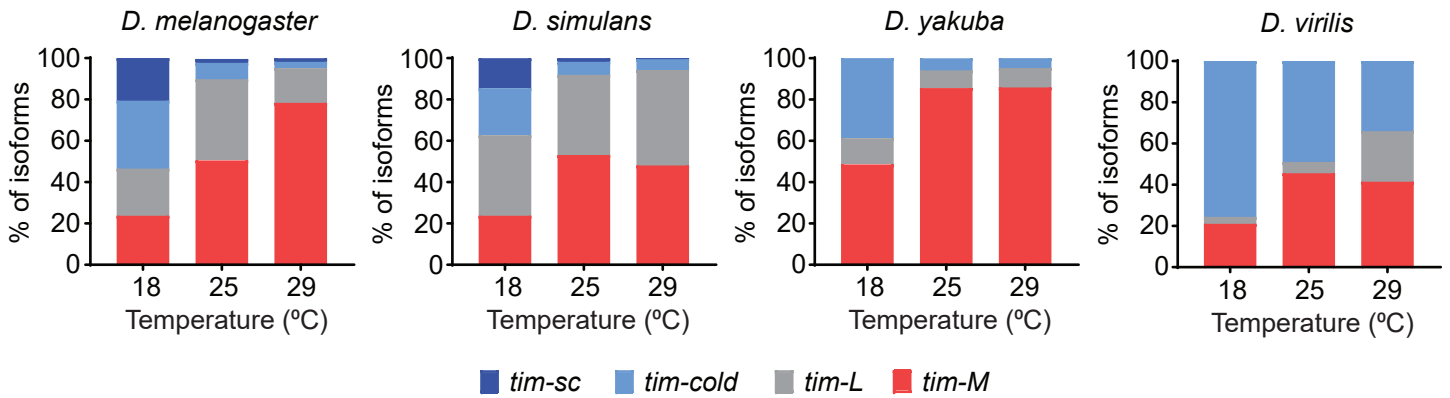 D. melanogaster
% of isoforms
100
80
60
40
20
0
18 25 29
Temperature (ºC)
D. simulans
% of isoforms
100
80
60
40
20
0
18 25 29
Temperature (ºC)
D. yakuba
% of isoforms
100
80
60
40
20
0
18 25 29
Temperature (ºC)
D. virilis
% of isoforms
100
80
60
40
20
0
18 25 29
Temperature (ºC)
tim-sc tim-cold tim-L tim-M